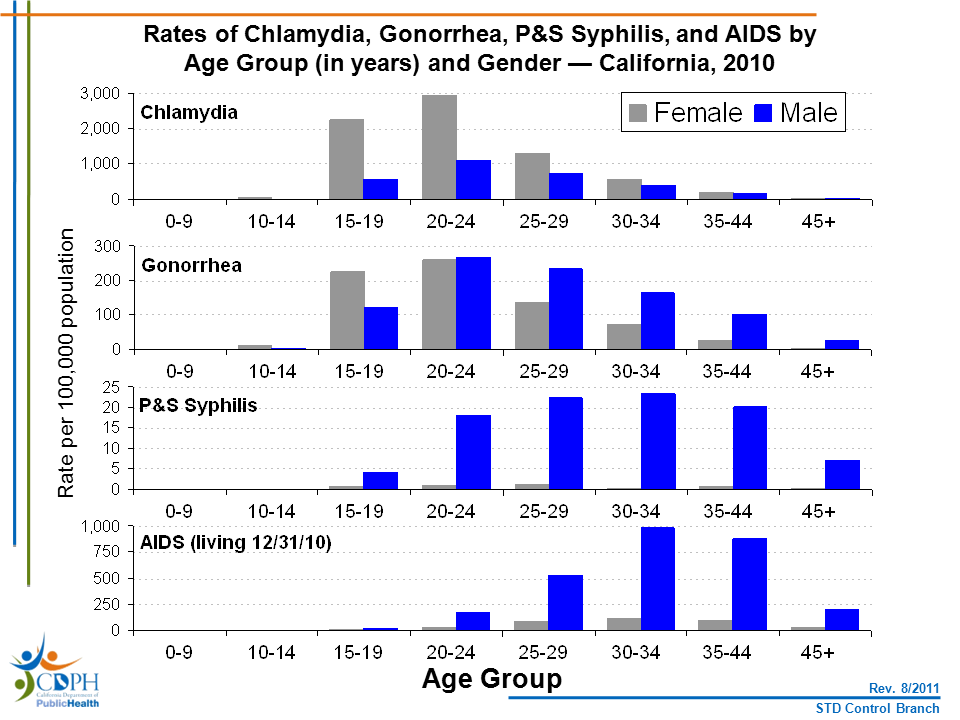 Rates of Chlamydia, Gonorrhea, P&S Syphilis, and AIDS by
Age Group (in years) and Gender — California, 2010
Rate per 100,000 population
Female Male
Chlamydia
3,000
2,000
1,000
0
0-9 10-14 15-19 20-24 25-29 30-34 35-44 45+
Gonorrhea
300
200
100
0
0-9 10-14 15-19 20-24 25-29 30-34 35-44 45+
P&S Syphilis
25
20
15
10
5
0
0-9 10-14 15-19 20-24 25-29 30-34 35-44 45+
AIDS (living 12/31/10)
1,000
750
500
250
0
0-9 10-14 15-19 20-24 25-29 30-34 35-44 45+
Age Group
CDPH
California Department of
PublicHealth
Rev. 8/2011
STD Control Branch